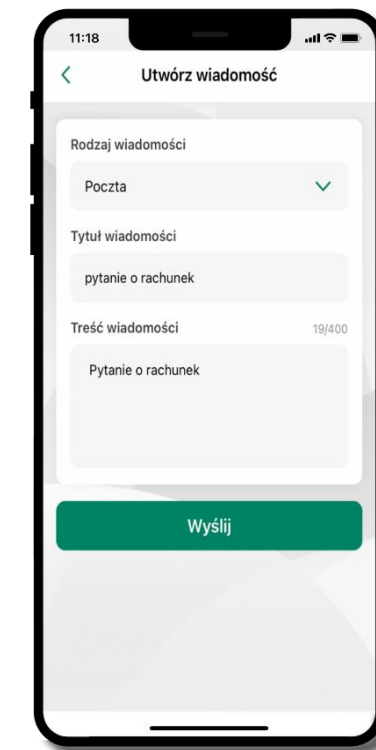 11:18
Utwórz wiadomość
Rodzaj wiadomości
Poczta
Tytuł wiadomości
pytanie o rachunek
Treść wiadomości 19/400
Pytanie o rachunek
Wyślij